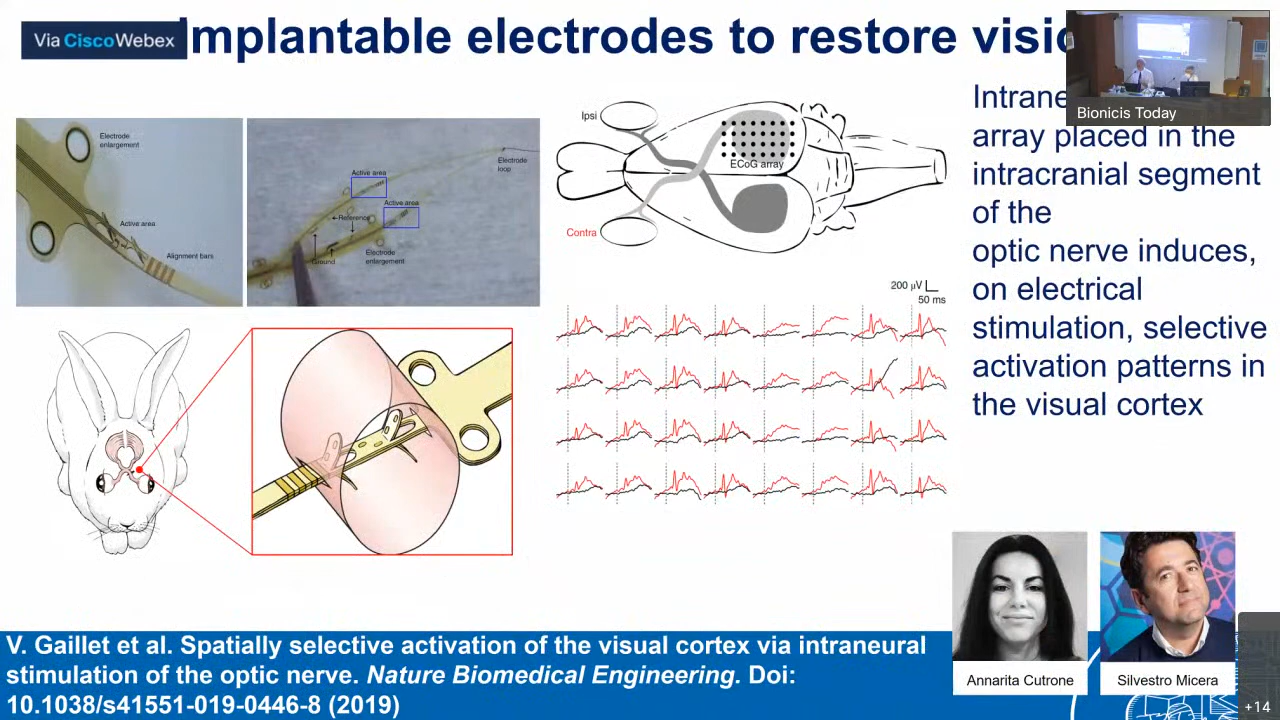 Via CiscoWebex
Implantable electrodes to restore
Bionicis Today
array placed in the
intracranial segment
of the
optic nerve induces,
on electrical
stimulation, selective
activation patterns in
the visual cortex
Electrode
enlargement
Active area
Alignment bars
Active area
Active area
Reference
Ground
Electrode
enlargement
Electrode
loop
Ipsi
ECoG array
Contra
200 µV
50 ms
V. Gaillet et al. Spatially selective activation of the visual cortex via intraneural
stimulation of the optic nerve. Nature Biomedical Engineering. Doi:
10.1038/s41551-019-0446-8 (2019)
Annarita Cutrone
Silvestro Micera
+14